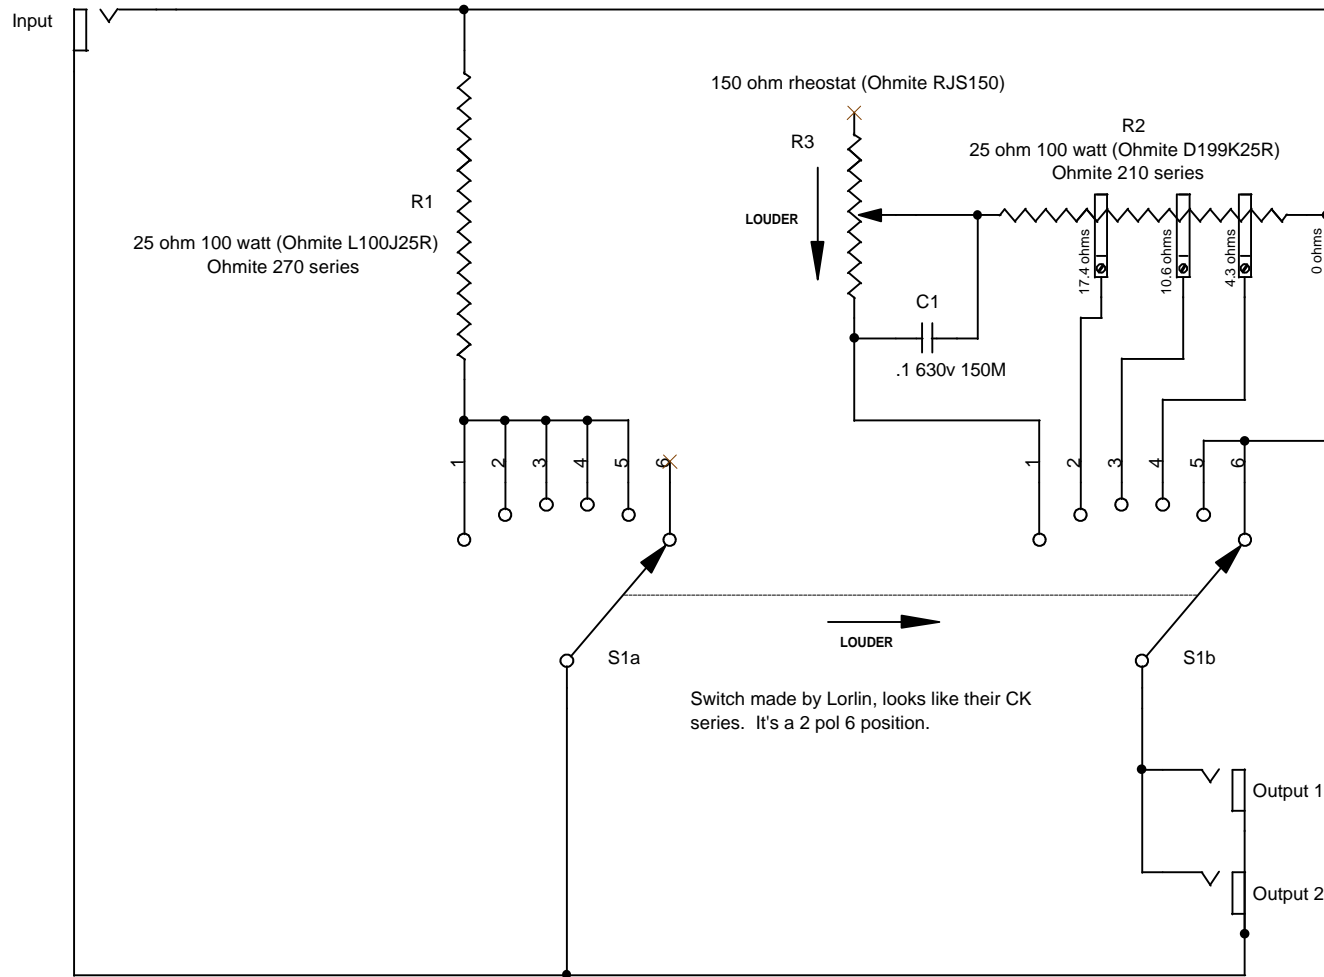 Input
150 ohm rheostat (Ohmite RJS150)
R3
R2
25 ohm 100 watt (Ohmite D199K25R)
Ohmite 210 series
LOUDER
R1
25 ohm 100 watt (Ohmite L100J25R)
Ohmite 270 series
17.4 ohms
10.6 ohms
4.3 ohms
0 ohms
C1
.1 630v 150M
1 2 3 4 5 6
1 2 3 4 5 6
LOUDER
S1a
S1b
Switch made by Lorlin, looks like their CK
series. It's a 2 pol 6 position.
Output 1
Output 2